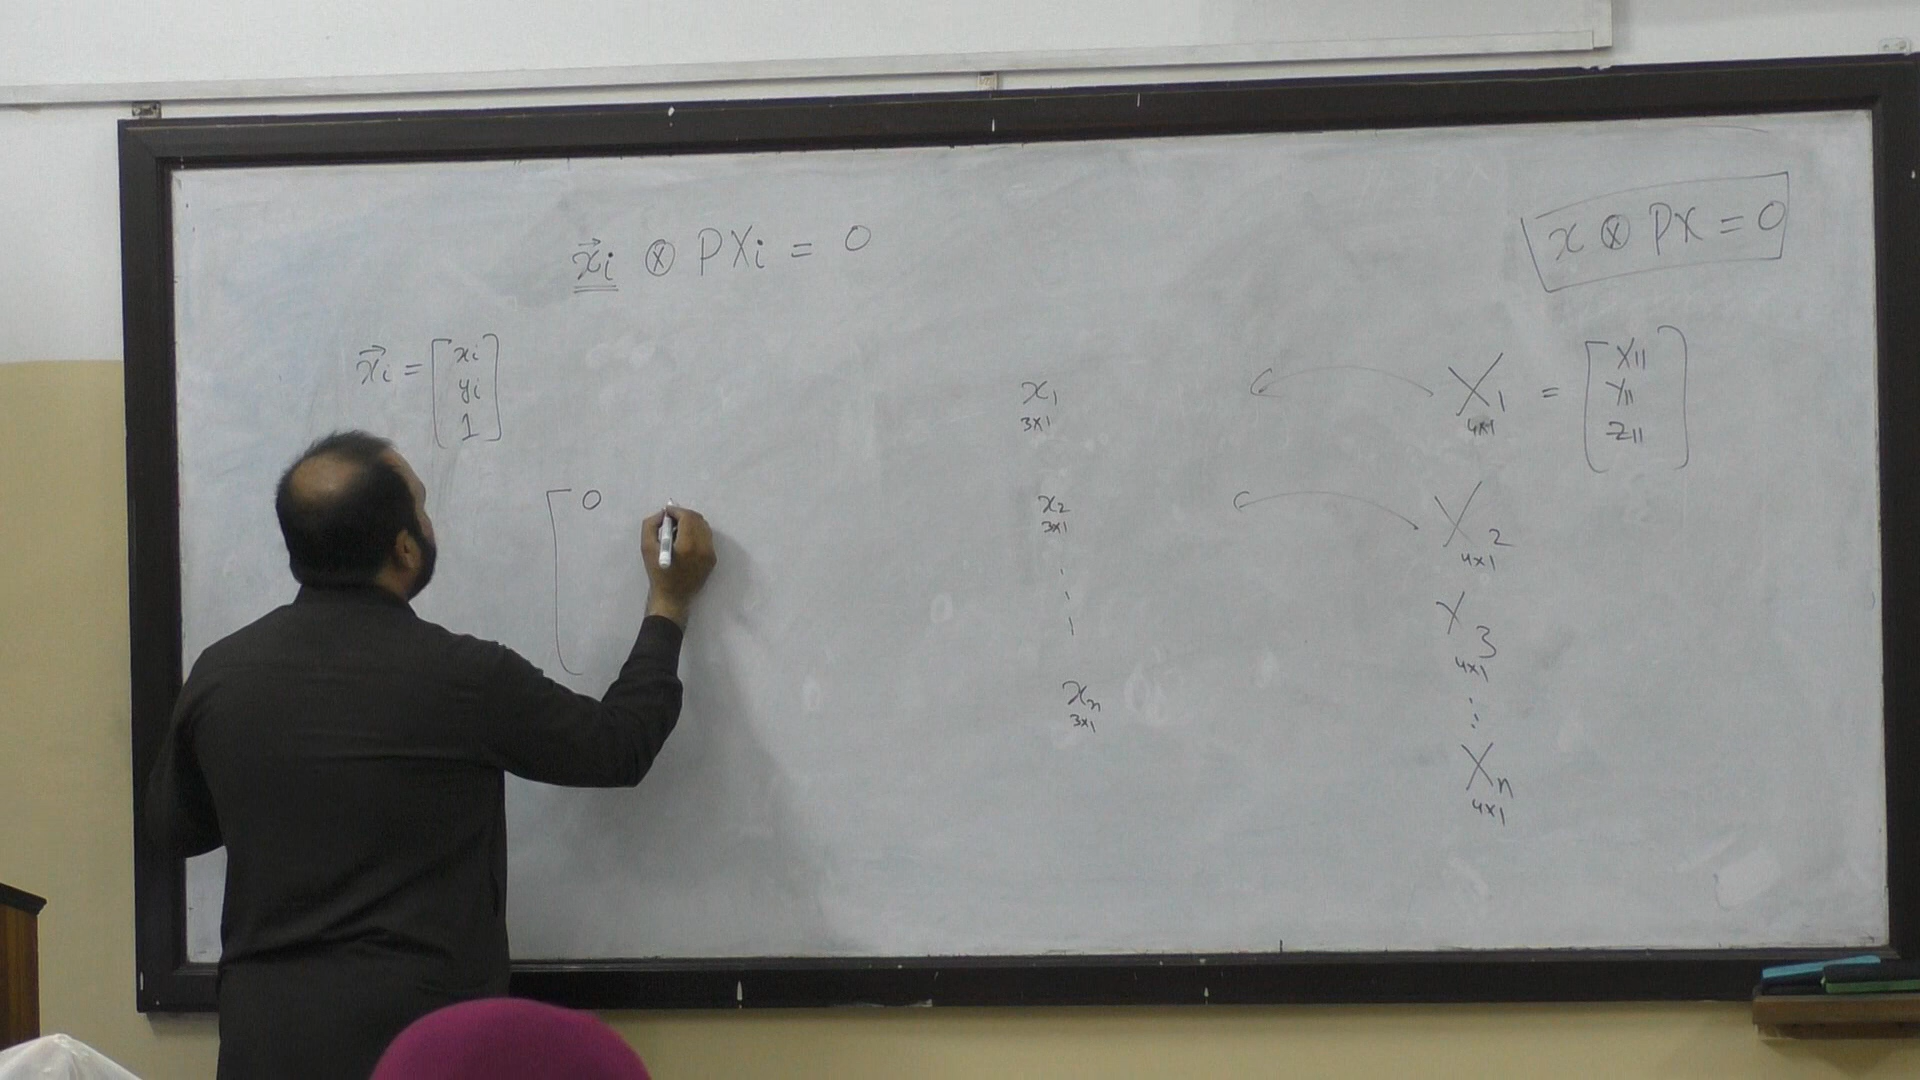 x⃗i ⊗ PXi = 0
x ⊗ PX = 0
x⃗i = [xi
yi
1]
x1
3x1
X1 = [X11
4x1
Y11
Z11]
[0
x2
3x1
X2
4x1
X3
4x1
xn
3x1
Xn
4x1